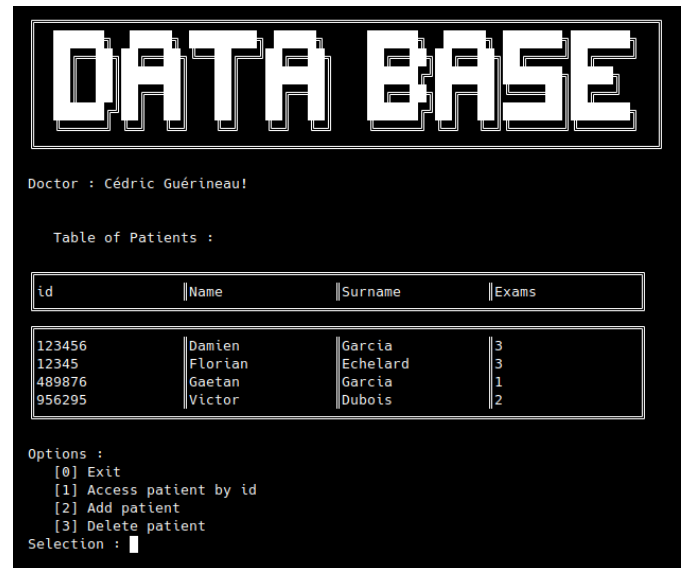 DATA BASE
Doctor : Cédric Guérineau!
Table of Patients :
id Name Surname Exams
123456 Damien Garcia 3
12345 Florian Echelard 3
489876 Gaetan Garcia 1
956295 Victor Dubois 2
Options :
[0] Exit
[1] Access patient by id
[2] Add patient
[3] Delete patient
Selection :